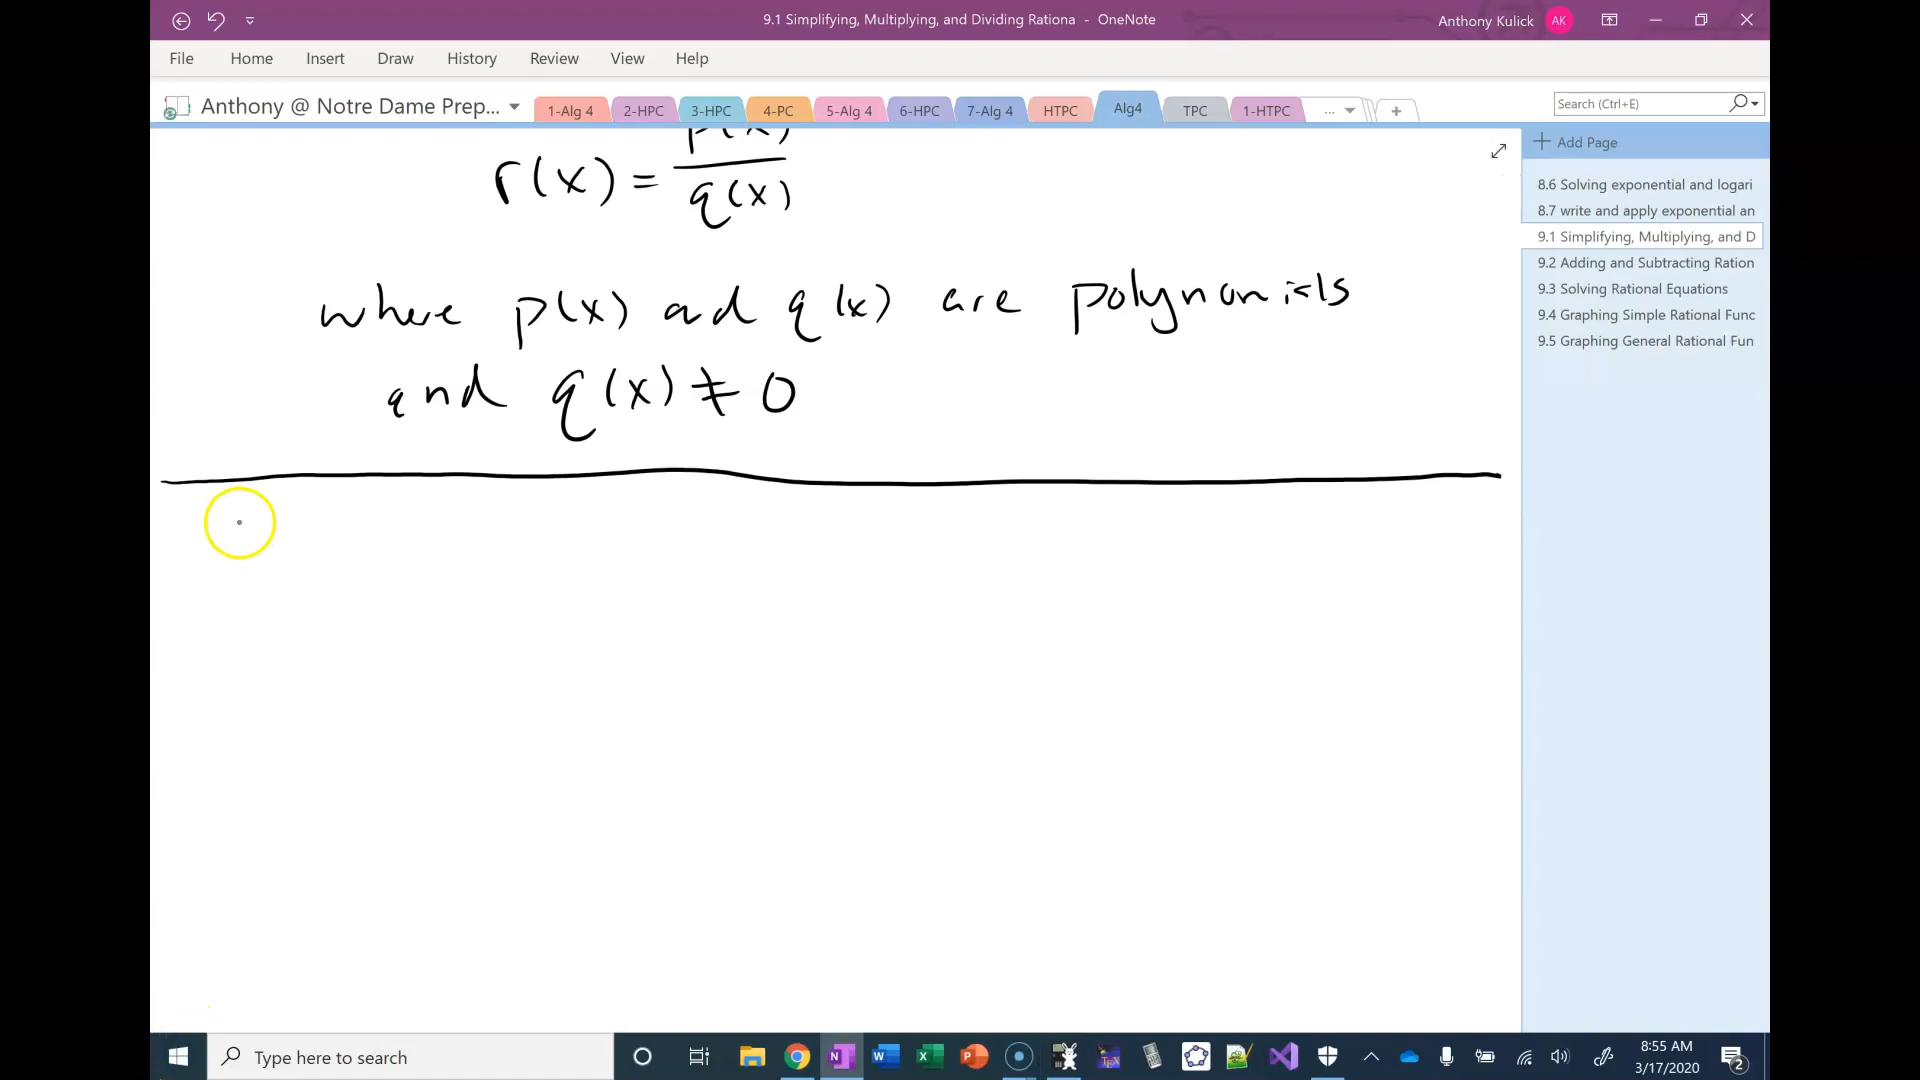 9.1 Simplifying, Multiplying, and Dividing Rationa - OneNote
Anthony Kulick AK
File Home Insert Draw History Review View Help
Anthony @ Notre Dame Prep... 1-Alg 4 2-HPC 3-HPC 4-PC 5-Alg 4 6-HPC 7-Alg 4 HTPC Alg4 TPC 1-HTPC ...
Search (Ctrl+E)
Add Page
8.6 Solving exponential and logari
8.7 write and apply exponential an
9.1 Simplifying, Multiplying, and D
9.2 Adding and Subtracting Ration
9.3 Solving Rational Equations
9.4 Graphing Simple Rational Func
9.5 Graphing General Rational Fun
p(x)
r(x) =
q(x)
where p(x) ad q(x) are polynomials
and q(x) ≠ 0
Type here to search
8:55 AM
3/17/2020
2